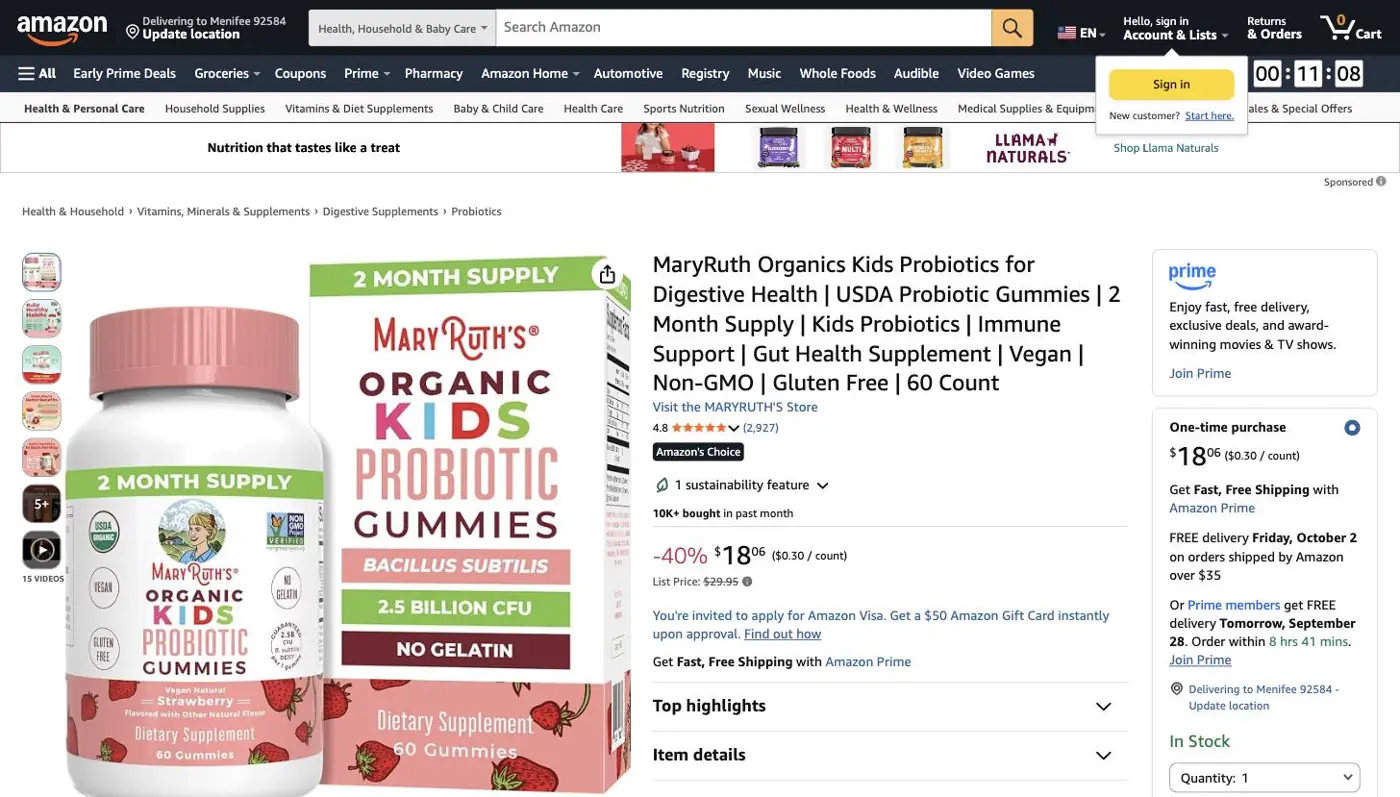 amazon
Delivering to Menifee 92584
Update location
Health, Household & Baby Care
Search Amazon
EN
Hello, sign in
Account & Lists
Returns
& Orders
0
Cart
All
Early Prime Deals
Groceries
Coupons
Prime
Pharmacy
Amazon Home
Automotive
Registry
Music
Whole Foods
Audible
Video Games
00 : 11 : 08
Sign in
New customer? Start here.
Health & Personal Care
Household Supplies
Vitamins & Diet Supplements
Baby & Child Care
Health Care
Sports Nutrition
Sexual Wellness
Health & Wellness
Medical Supplies & Equipm
ales & Special Offers
Nutrition that tastes like a treat
MULTI
LLAMA
NATURALS
Shop Llama Naturals
Sponsored
Health & Household › Vitamins, Minerals & Supplements › Digestive Supplements › Probiotics
5+
15 VIDEOS
2 MONTH SUPPLY
MARYRUTH'S®
ORGANIC
KIDS
PROBIOTIC
GUMMIES
BACILLUS SUBTILIS
2.5 BILLION CFU
NO GELATIN
Dietary Supplement
60 Gummies
2 MONTH SUPPLY
USDA
ORGANIC
NON
GMO
Project
VERIFIED
VEGAN
NO
GELATIN
GLUTEN
FREE
MARYRUTH'S®
ORGANIC
KIDS
PROBIOTIC
GUMMIES
Vegan Natural
Strawberry
Flavored with Other Natural Flavor
Dietary Supplement
60 Gummies
MaryRuth Organics Kids Probiotics for
Digestive Health | USDA Probiotic Gummies | 2
Month Supply | Kids Probiotics | Immune
Support | Gut Health Supplement | Vegan |
Non-GMO | Gluten Free | 60 Count
Visit the MARYRUTH'S Store
4.8 (2,927)
Amazon's Choice
1 sustainability feature
10K+ bought in past month
-40% $18 06 ($0.30 / count)
List Price: $29.95
You're invited to apply for Amazon Visa. Get a $50 Amazon Gift Card instantly
upon approval. Find out how
Get Fast, Free Shipping with Amazon Prime
Top highlights
Item details
prime
Enjoy fast, free delivery,
exclusive deals, and award-
winning movies & TV shows.
Join Prime
One-time purchase
$18 06 ($0.30 / count)
Get Fast, Free Shipping with
Amazon Prime
FREE delivery Friday, October 2
on orders shipped by Amazon
over $35
Or Prime members get FREE
delivery Tomorrow, September
28. Order within 8 hrs 41 mins.
Join Prime
Delivering to Menifee 92584 -
Update location
In Stock
Quantity: 1